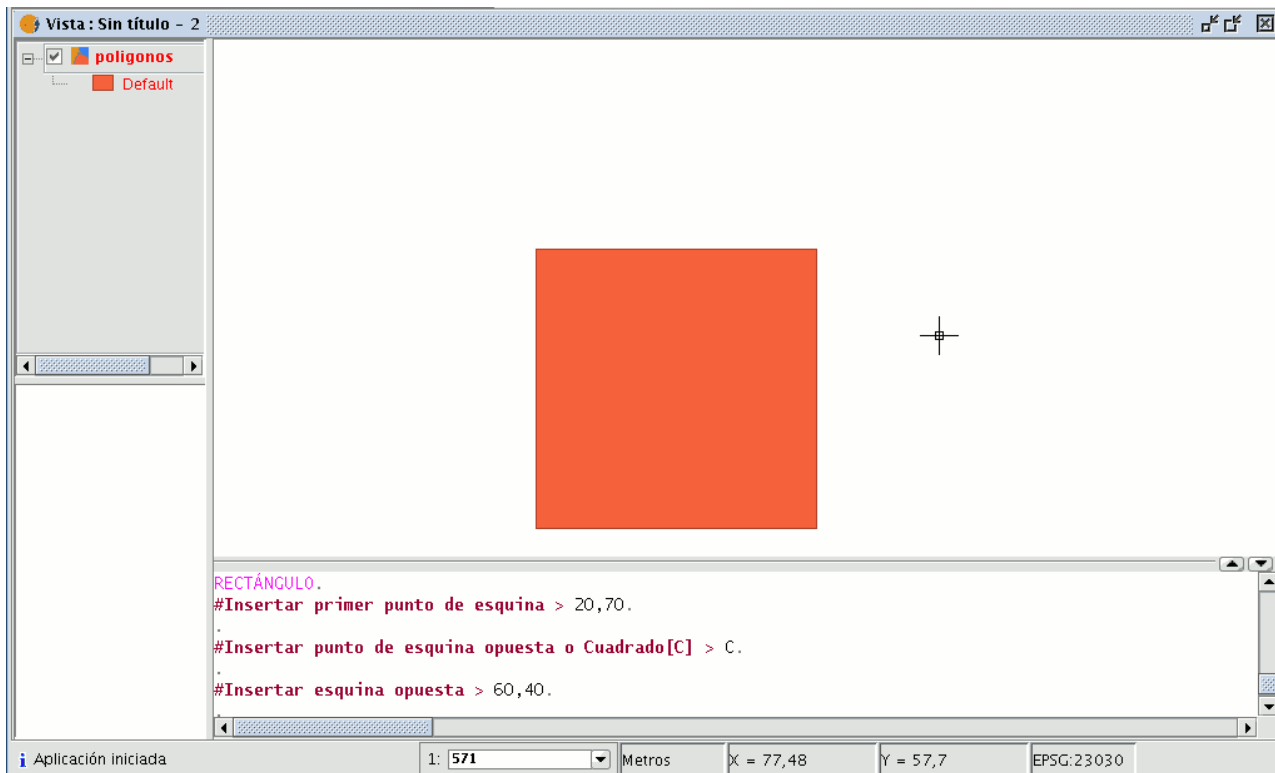 Vista : Sin título - 2
poligonos
Default
RECTÁNGULO.
#Insertar primer punto de esquina > 20,70.
.
#Insertar punto de esquina opuesta o Cuadrado[C] > C.
.
#Insertar esquina opuesta > 60,40.
.
Aplicación iniciada
1: 571
Metros
X = 77,48
Y = 57,7
EPSG:23030